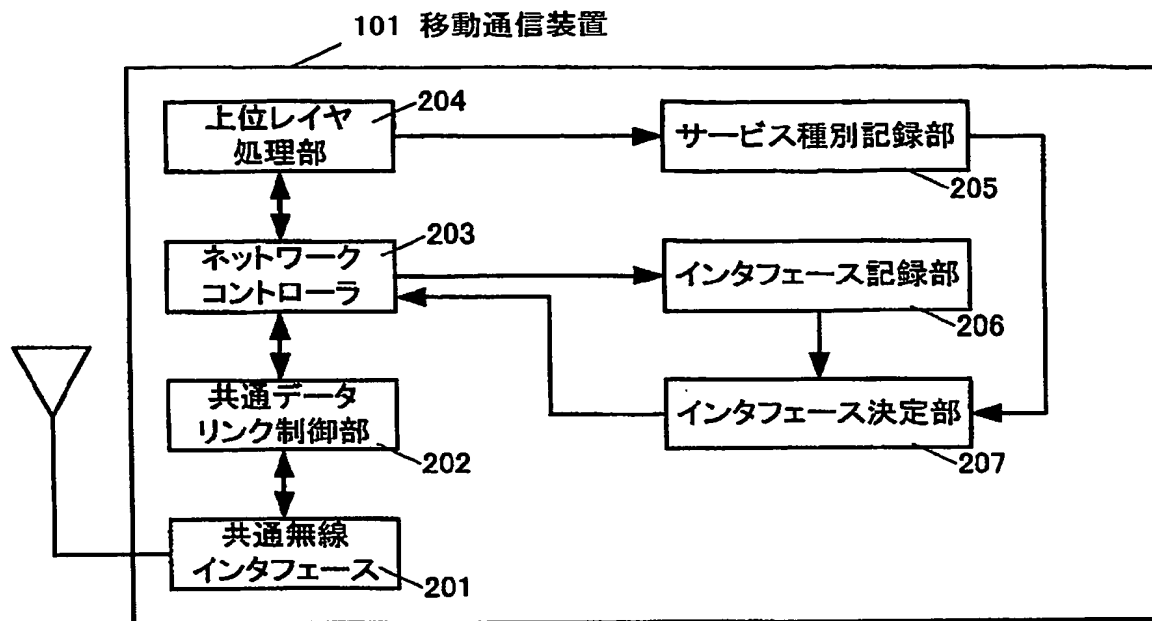 101 移動通信装置
上位レイヤ
処理部
204
サービス種別記録部
205
ネットワーク
コントローラ
203
インタフェース記録部
206
共通データ
リンク制御部
202
インタフェース決定部
207
共通無線
インタフェース
201